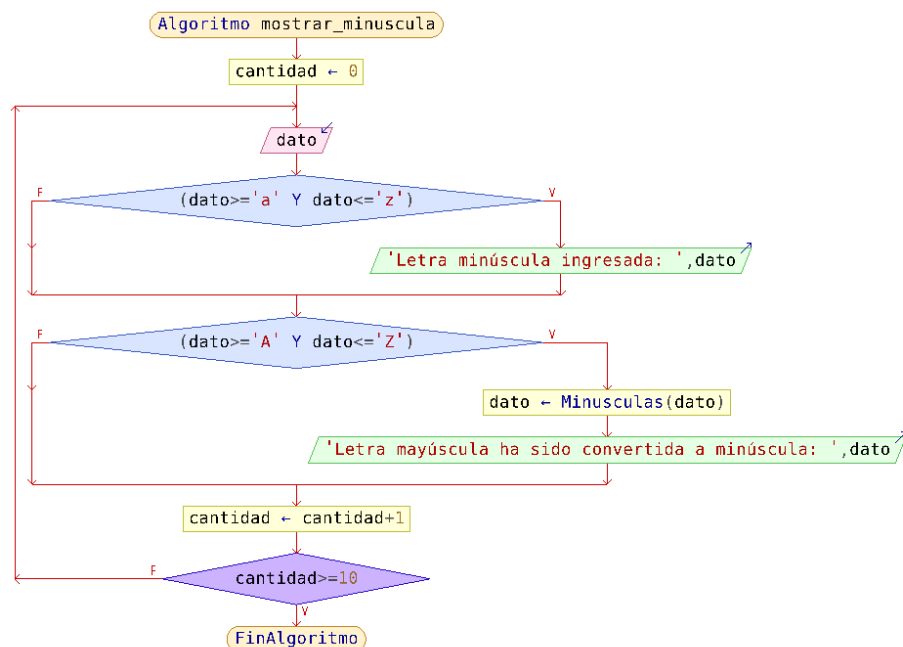 Algoritmo mostrar_minuscula
cantidad ← 0
dato
F
(dato>='a' Y dato<='z')
V
'Letra minúscula ingresada: ',dato
F
(dato>='A' Y dato<='Z')
V
dato ← Minusculas(dato)
'Letra mayúscula ha sido convertida a minúscula: ',dato
cantidad ← cantidad+1
F
cantidad>=10
V
FinAlgoritmo